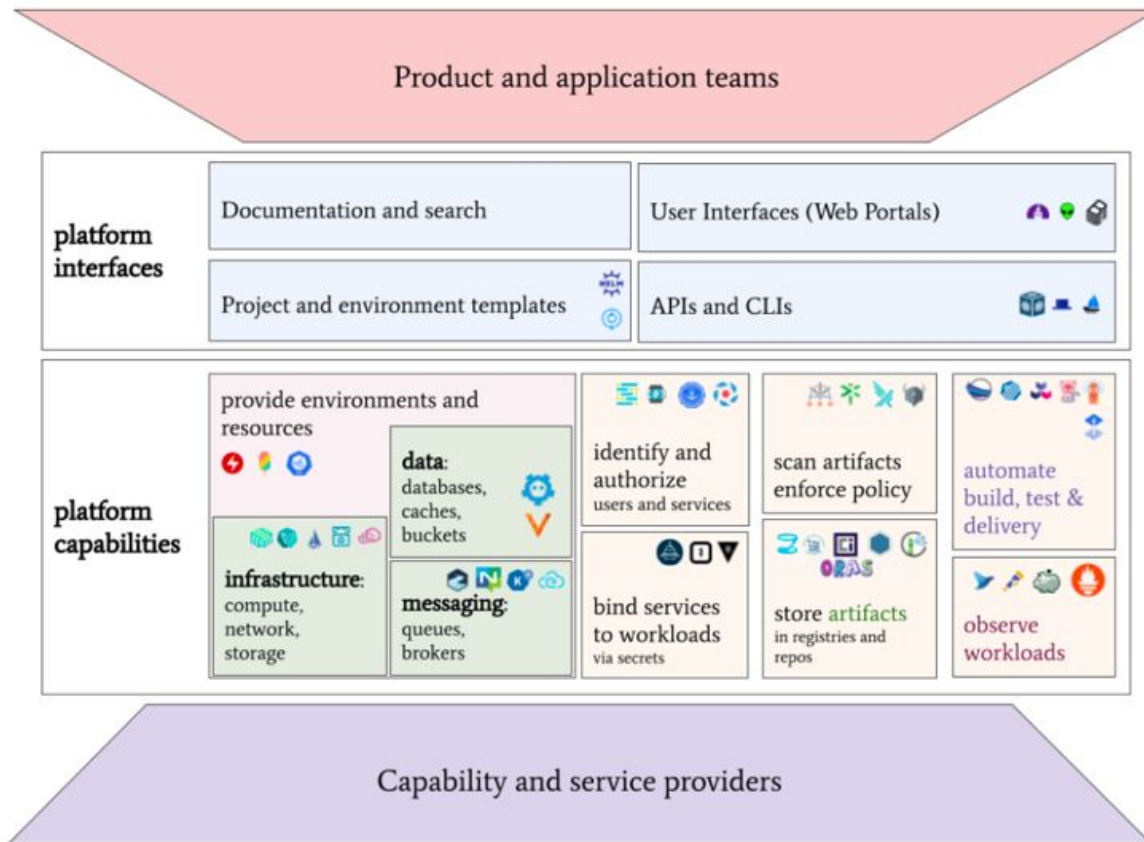 Product and application teams
platform
interfaces
Documentation and search
User Interfaces (Web Portals)
Project and environment templates
HELM
APIs and CLIs
platform
capabilities
provide environments and
resources
data:
databases,
caches,
buckets
infrastructure:
compute,
network,
storage
messaging:
queues,
brokers
identify and
authorize
users and services
bind services
to workloads
via secrets
scan artifacts
enforce policy
ORAS
store artifacts
in registries and
repos
automate
build, test &
delivery
observe
workloads
Capability and service providers